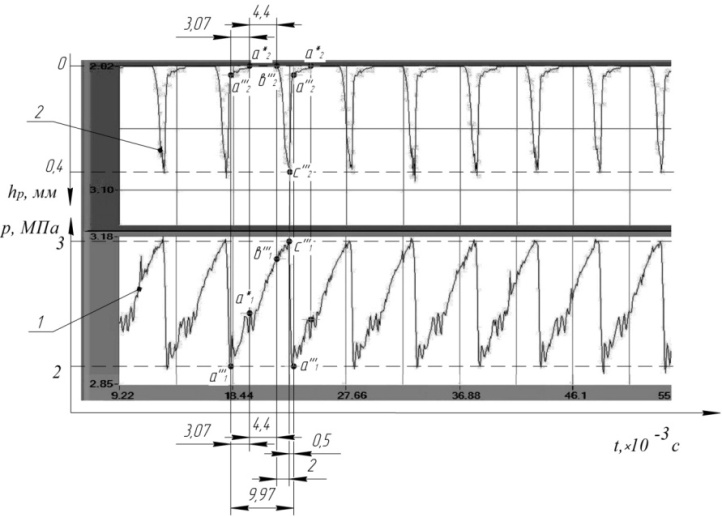 4,4
3,07
a*₂
a*₂
0
2.82
a'''₂
в'''₂
a'''₂
2
0,4
c'''₂
hр, мм
3.10
р, МПа
3.18
3
c'''₁
в'''₁
a*₁
1
2
a'''₁
a'''₁
2.85
9.22
18.44
27.66
36.88
46.1
55
3,07
4,4
0,5
t,×10⁻³ с
2
9,97